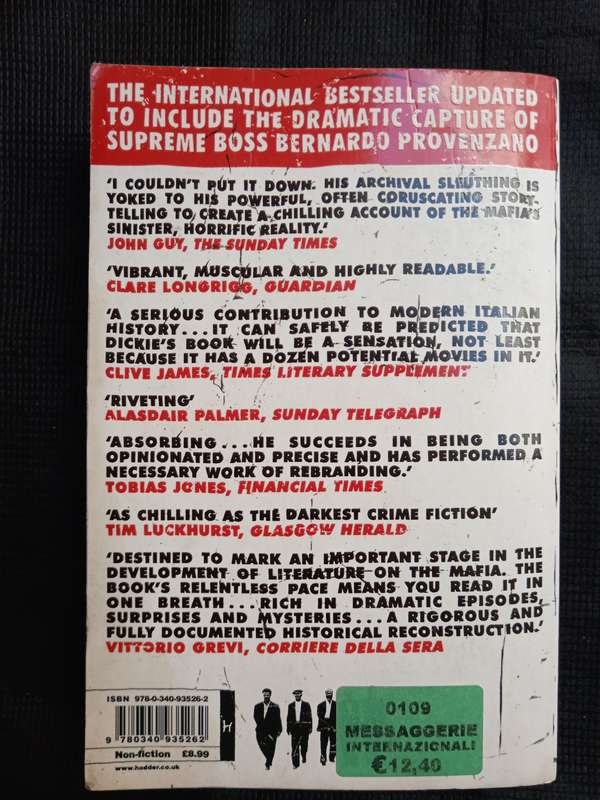 THE INTERNATIONAL BESTSELLER UPDATED
TO INCLUDE THE DRAMATIC CAPTURE OF
SUPREME BOSS BERNARDO PROVENZANO
'I COULDN'T PUT IT DOWN. HIS ARCHIVAL SLEUTHING IS
YOKED TO HIS POWERFUL, OFTEN CORUSCATING STORY-
TELLING TO CREATE A CHILLING ACCOUNT OF THE MAFIA'S
SINISTER, HORRIFIC REALITY.'
JOHN GUY, THE SUNDAY TIMES
'VIBRANT, MUSCULAR AND HIGHLY READABLE.'
CLARE LONGRIGG, GUARDIAN
'A SERIOUS CONTRIBUTION TO MODERN ITALIAN
HISTORY...IT CAN SAFELY BE PREDICTED THAT
DICKIE'S BOOK WILL BE A SENSATION, NOT LEAST
BECAUSE IT HAS A DOZEN POTENTIAL MOVIES IN IT.'
CLIVE JAMES, TIMES LITERARY SUPPLEMENT
'RIVETING'
ALASDAIR PALMER, SUNDAY TELEGRAPH
'ABSORBING...HE SUCCEEDS IN BEING BOTH
OPINIONATED AND PRECISE AND HAS PERFORMED A
NECESSARY WORK OF REBRANDING.'
TOBIAS JONES, FINANCIAL TIMES
'AS CHILLING AS THE DARKEST CRIME FICTION'
TIM LUCKHURST, GLASGOW HERALD
'DESTINED TO MARK AN IMPORTANT STAGE IN THE
DEVELOPMENT OF LITERATURE ON THE MAFIA. THE
BOOK'S RELENTLESS PACE MEANS YOU READ IT IN
ONE BREATH...RICH IN DRAMATIC EPISODES,
SURPRISES AND MYSTERIES...A RIGOROUS AND
FULLY DOCUMENTED HISTORICAL RECONSTRUCTION.'
VITTORIO GREVI, CORRIERE DELLA SERA
ISBN 978-0-340-93526-2
9 780340 935262
Non-fiction £8.99
www.hodder.co.uk
H
0109
MESSAGGERIE
INTERNAZIONALI
€12,40